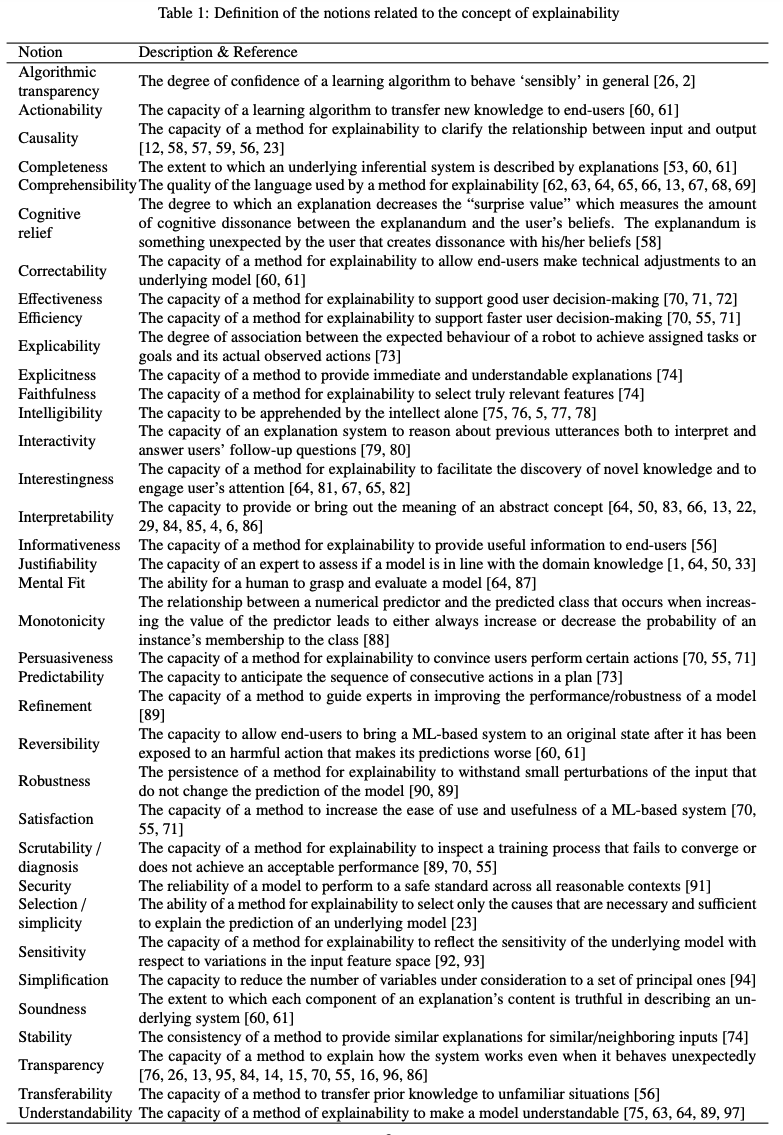 Table 1: Definition of the notions related to the concept of explainability
Notion Description & Reference
Algorithmic
transparency
The degree of confidence of a learning algorithm to behave ‘sensibly’ in general [26, 2]
Actionability The capacity of a learning algorithm to transfer new knowledge to end-users [60, 61]
Causality
The capacity of a method for explainability to clarify the relationship between input and output
[12, 58, 57, 59, 56, 23]
Completeness The extent to which an underlying inferential system is described by explanations [53, 60, 61]
Comprehensibility The quality of the language used by a method for explainability [62, 63, 64, 65, 66, 13, 67, 68, 69]
Cognitive
relief
The degree to which an explanation decreases the “surprise value” which measures the amount
of cognitive dissonance between the explanandum and the user’s beliefs. The explanandum is
something unexpected by the user that creates dissonance with his/her beliefs [58]
Correctability
The capacity of a method for explainability to allow end-users make technical adjustments to an
underlying model [60, 61]
Effectiveness The capacity of a method for explainability to support good user decision-making [70, 71, 72]
Efficiency The capacity of a method for explainability to support faster user decision-making [70, 55, 71]
Explicability
The degree of association between the expected behaviour of a robot to achieve assigned tasks or
goals and its actual observed actions [73]
Explicitness The capacity of a method to provide immediate and understandable explanations [74]
Faithfulness The capacity of a method for explainability to select truly relevant features [74]
Intelligibility The capacity to be apprehended by the intellect alone [75, 76, 5, 77, 78]
Interactivity
The capacity of an explanation system to reason about previous utterances both to interpret and
answer users’ follow-up questions [79, 80]
Interestingness
The capacity of a method for explainability to facilitate the discovery of novel knowledge and to
engage user’s attention [64, 81, 67, 65, 82]
Interpretability
The capacity to provide or bring out the meaning of an abstract concept [64, 50, 83, 66, 13, 22,
29, 84, 85, 4, 6, 86]
Informativeness The capacity of a method for explainability to provide useful information to end-users [56]
Justifiability The capacity of an expert to assess if a model is in line with the domain knowledge [1, 64, 50, 33]
Mental Fit The ability for a human to grasp and evaluate a model [64, 87]
Monotonicity
The relationship between a numerical predictor and the predicted class that occurs when increas-
ing the value of the predictor leads to either always increase or decrease the probability of an
instance’s membership to the class [88]
Persuasiveness The capacity of a method for explainability to convince users perform certain actions [70, 55, 71]
Predictability The capacity to anticipate the sequence of consecutive actions in a plan [73]
Refinement
The capacity of a method to guide experts in improving the performance/robustness of a model
[89]
Reversibility
The capacity to allow end-users to bring a ML-based system to an original state after it has been
exposed to an harmful action that makes its predictions worse [60, 61]
Robustness
The persistence of a method for explainability to withstand small perturbations of the input that
do not change the prediction of the model [90, 89]
Satisfaction
The capacity of a method to increase the ease of use and usefulness of a ML-based system [70,
55, 71]
Scrutability /
diagnosis
The capacity of a method for explainability to inspect a training process that fails to converge or
does not achieve an acceptable performance [89, 70, 55]
Security The reliability of a model to perform to a safe standard across all reasonable contexts [91]
Selection /
simplicity
The ability of a method for explainability to select only the causes that are necessary and sufficient
to explain the prediction of an underlying model [23]
Sensitivity
The capacity of a method for explainability to reflect the sensitivity of the underlying model with
respect to variations in the input feature space [92, 93]
Simplification The capacity to reduce the number of variables under consideration to a set of principal ones [94]
Soundness
The extent to which each component of an explanation’s content is truthful in describing an un-
derlying system [60, 61]
Stability The consistency of a method to provide similar explanations for similar/neighboring inputs [74]
Transparency
The capacity of a method to explain how the system works even when it behaves unexpectedly
[76, 26, 13, 95, 84, 14, 15, 70, 55, 16, 96, 86]
Transferability The capacity of a method to transfer prior knowledge to unfamiliar situations [56]
Understandability The capacity of a method of explainability to make a model understandable [75, 63, 64, 89, 97]